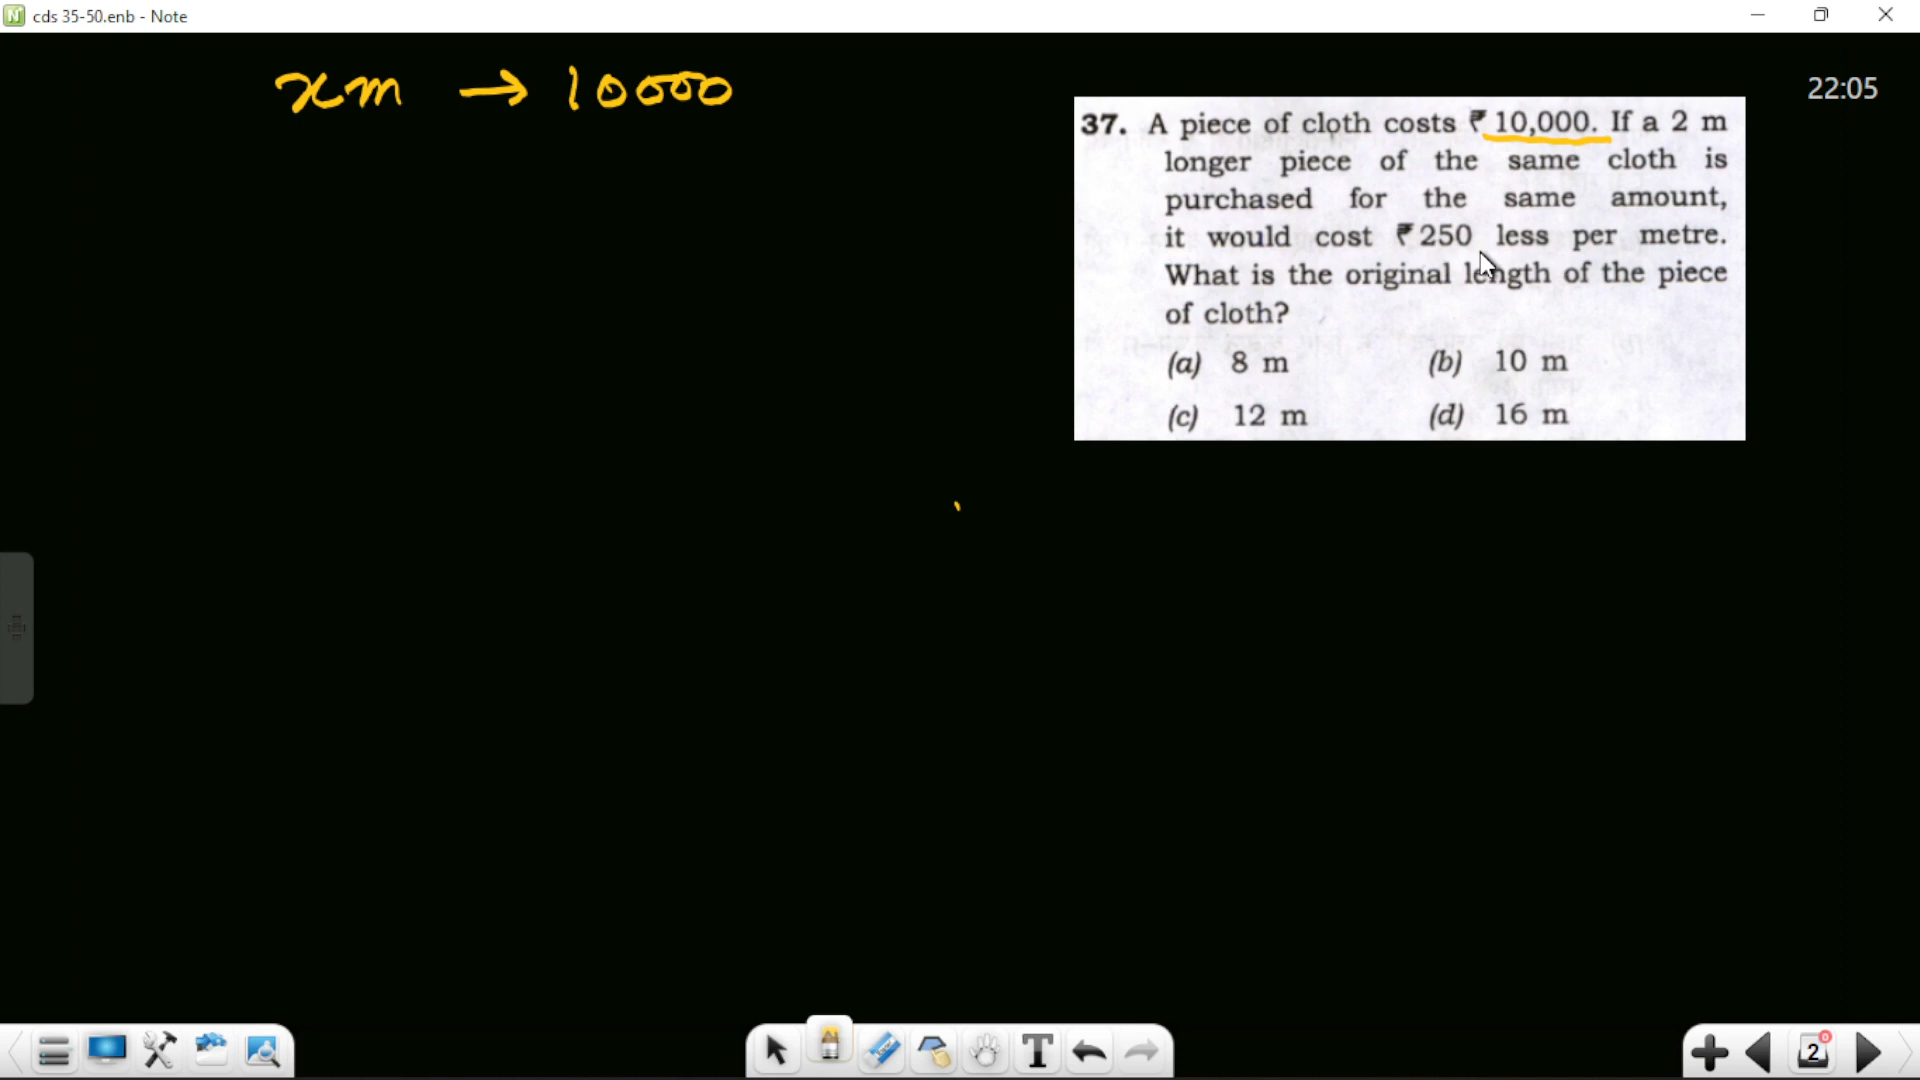 cds 35-50.enb - Note
xm → 10000
22:05
37. A piece of cloth costs ₹ 10,000. If a 2 m
longer piece of the same cloth is
purchased for the same amount,
it would cost ₹ 250 less per metre.
What is the original length of the piece
of cloth?
(a) 8 m (b) 10 m
(c) 12 m (d) 16 m
T
2
0